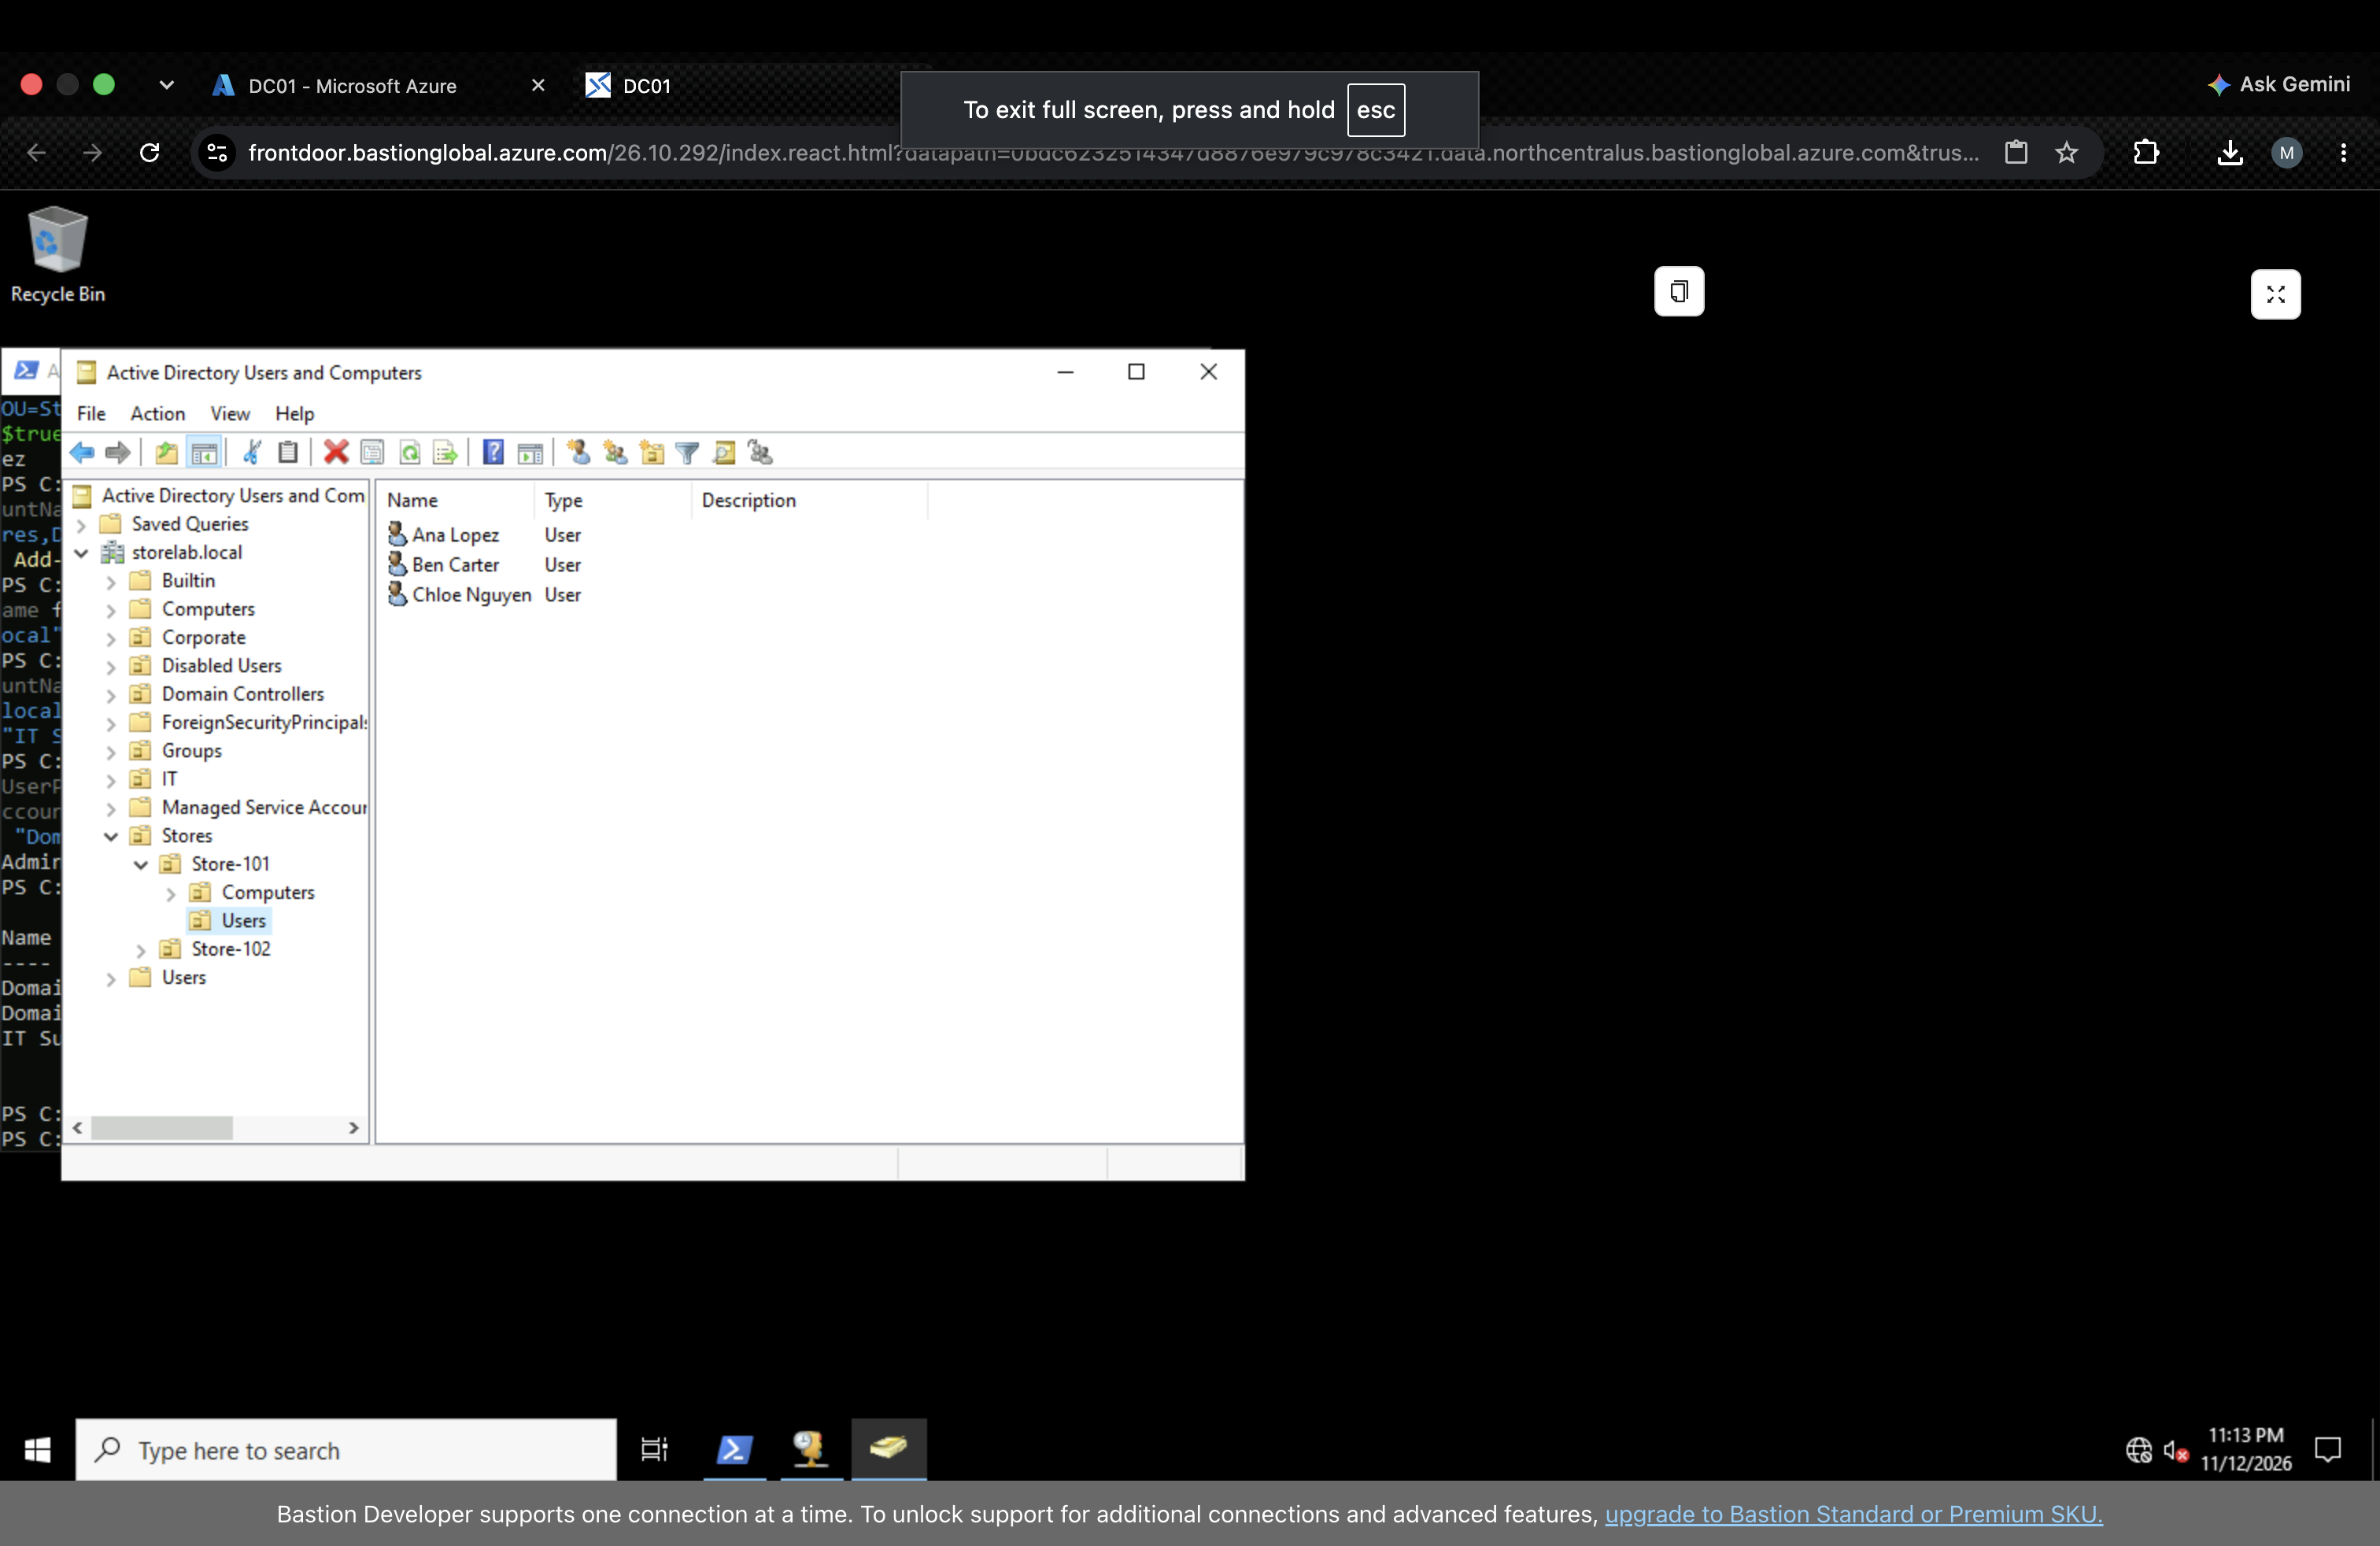 DC01 - Microsoft Azure
DC01
To exit full screen, press and hold esc
Ask Gemini
frontdoor.bastionglobal.azure.com/26.10.292/index.react.html?datapath=0bdc6232514347d8876e979c978c3421.data.northcentralus.bastionglobal.azure.com&trus...
M
Recycle Bin
A
Active Directory Users and Computers
File Action View Help
OU=St
$true
ez
PS C:
untNa
res,D
Add-
PS C:
ame f
ocal"
PS C:
untNa
local
"IT S
PS C:
UserP
ccoun
"Dom
Admin
PS C:
Name
----
Domai
Domai
IT Su
PS C:
PS C:
Active Directory Users and Com
Saved Queries
storelab.local
Builtin
Computers
Corporate
Disabled Users
Domain Controllers
ForeignSecurityPrincipals
Groups
IT
Managed Service Accour
Stores
Store-101
Computers
Users
Store-102
Users
Name Type Description
Ana Lopez User
Ben Carter User
Chloe Nguyen User
Type here to search
11:13 PM
11/12/2026
Bastion Developer supports one connection at a time. To unlock support for additional connections and advanced features, upgrade to Bastion Standard or Premium SKU.